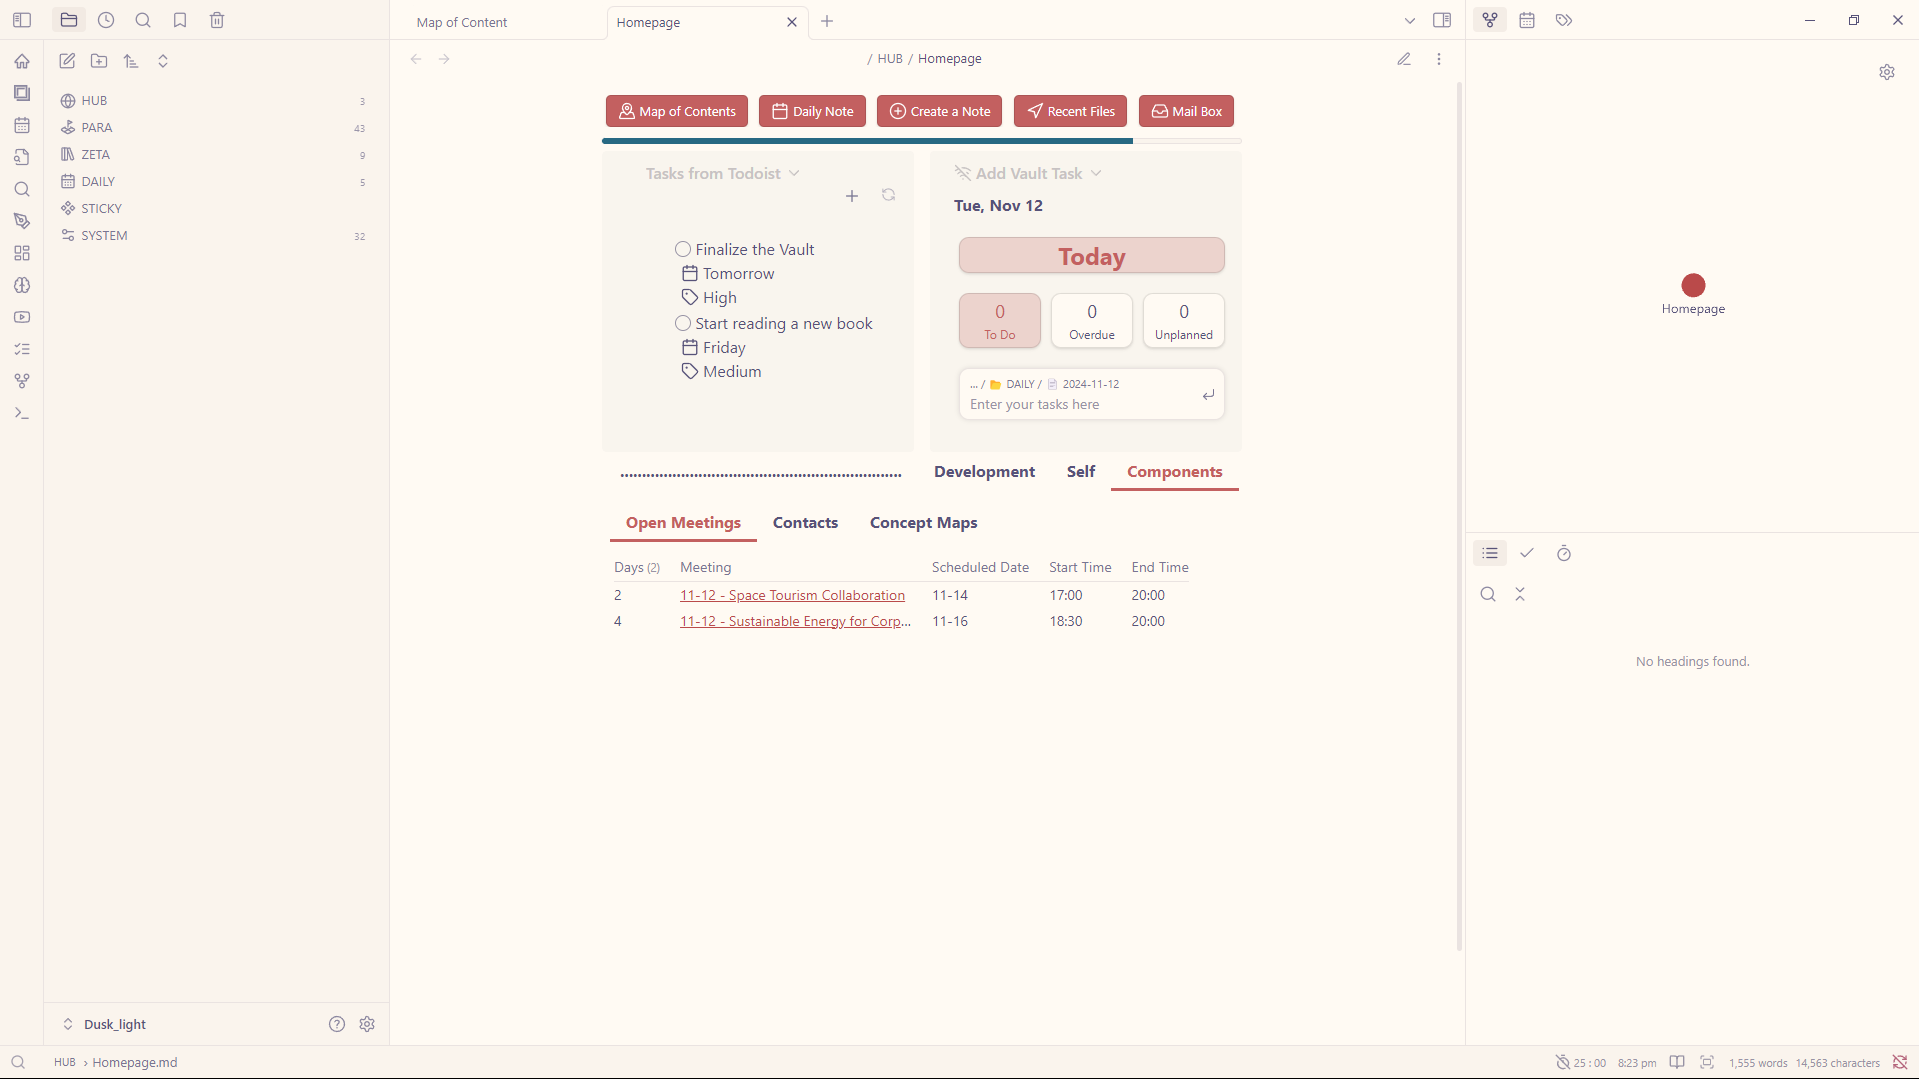 Map of Content
Homepage
/ HUB / Homepage
HUB 3
PARA 43
ZETA 9
DAILY 5
STICKY
SYSTEM 32
Map of Contents
Daily Note
Create a Note
Recent Files
Mail Box
Tasks from Todoist
Finalize the Vault
Tomorrow
High
Start reading a new book
Friday
Medium
Add Vault Task
Tue, Nov 12
Today
0
To Do
0
Overdue
0
Unplanned
... / DAILY / 2024-11-12
Enter your tasks here
Development Self Components
Open Meetings Contacts Concept Maps
Days (2) Meeting Scheduled Date Start Time End Time
2 11-12 - Space Tourism Collaboration 11-14 17:00 20:00
4 11-12 - Sustainable Energy for Corp... 11-16 18:30 20:00
Homepage
No headings found.
Dusk_light
HUB › Homepage.md
25 : 00 8:23 pm 1,555 words 14,563 characters